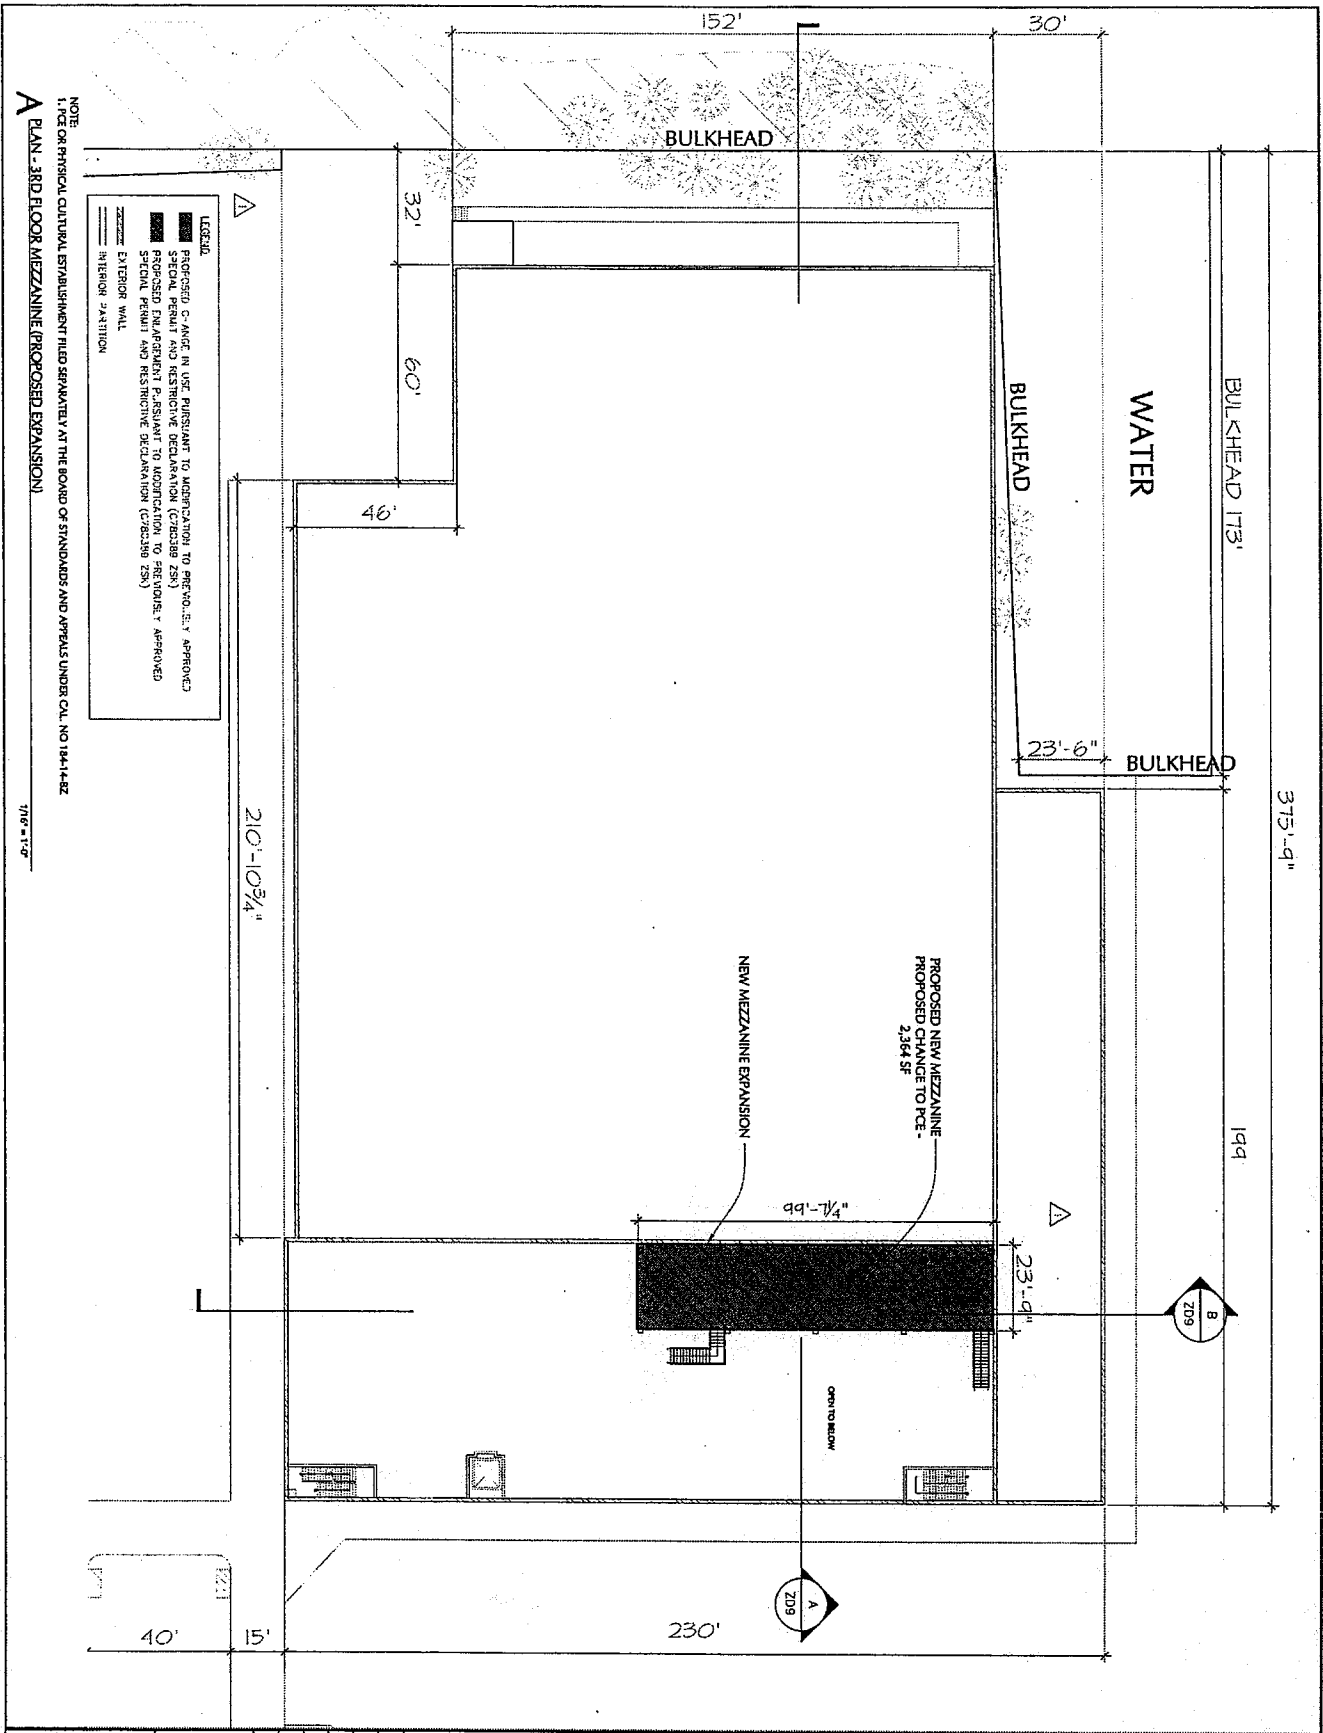 375'-9"
BULKHEAD 173'
199
WATER
BULKHEAD
BULKHEAD
BULKHEAD
30'
152'
23'-6"
32'
60'
46'
210'-10 3/4"
99'-7 1/4"
23'-9"
PROPOSED NEW MEZZANINE
PROPOSED CHANGE TO PCE -
2,364 SF
NEW MEZZANINE EXPANSION
OPEN TO BELOW
B
ZD9
A
ZD9
230'
15'
40'
LEGEND
PROPOSED CHANGE IN USE PURSUANT TO MODIFICATION TO PREVIOUSLY APPROVED
SPECIAL PERMIT AND RESTRICTIVE DECLARATION (C780389 ZSK)
PROPOSED ENLARGEMENT PURSUANT TO MODIFICATION TO PREVIOUSLY APPROVED
SPECIAL PERMIT AND RESTRICTIVE DECLARATION (C780389 ZSK)
EXTERIOR WALL
INTERIOR PARTITION
NOTE:
1. PCE OR PHYSICAL CULTURAL ESTABLISHMENT FILED SEPARATELY AT THE BOARD OF STANDARDS AND APPEALS UNDER CAL. NO 184-14-BZ
A PLAN - 3RD FLOOR MEZZANINE (PROPOSED EXPANSION)
1/16" = 1'-0"